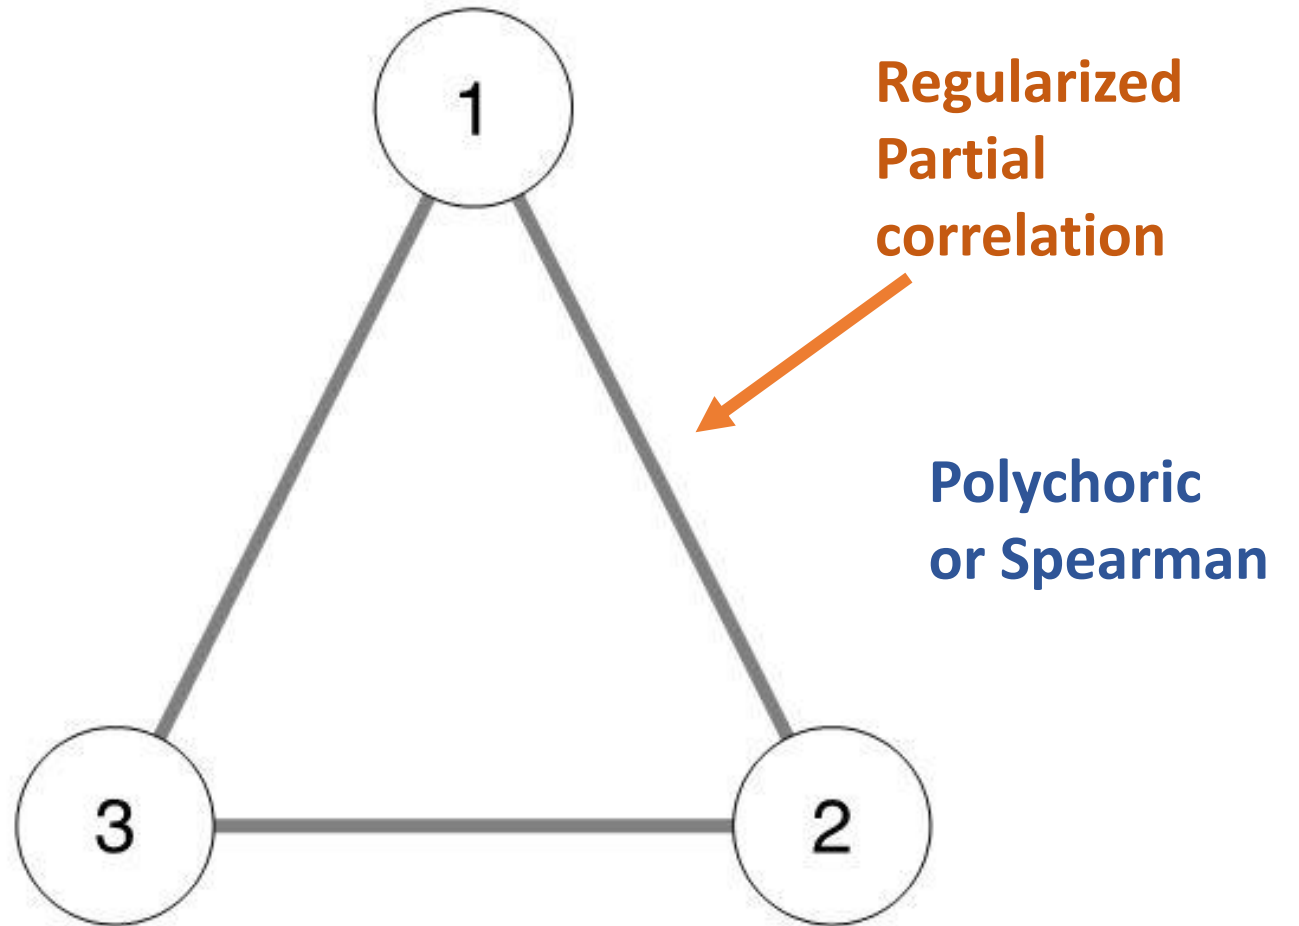 1
Regularized
Partial
correlation
Polychoric
or Spearman
3
2